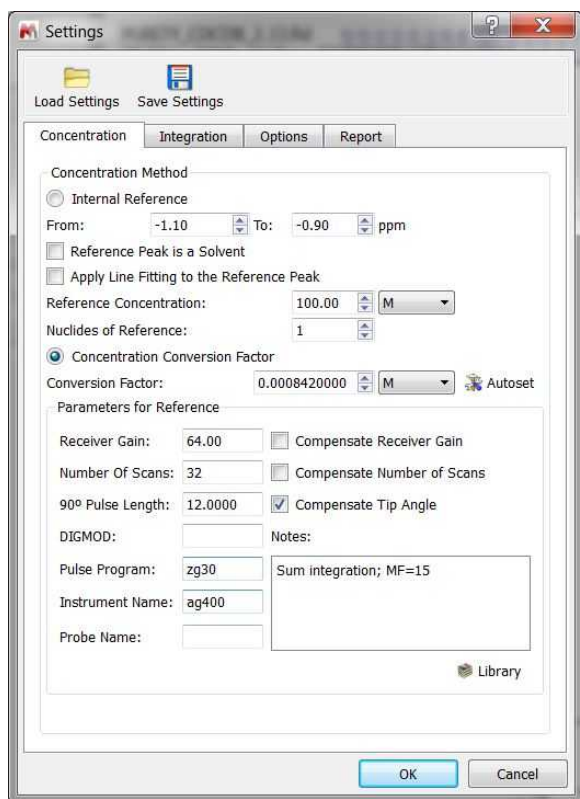 Settings
Load Settings Save Settings
Concentration Integration Options Report
Concentration Method
Internal Reference
From: -1.10 To: -0.90 ppm
Reference Peak is a Solvent
Apply Line Fitting to the Reference Peak
Reference Concentration: 100.00 M
Nuclides of Reference: 1
Concentration Conversion Factor
Conversion Factor: 0.0008420000 M Autoset
Parameters for Reference
Receiver Gain: 64.00 Compensate Receiver Gain
Number Of Scans: 32 Compensate Number of Scans
90º Pulse Length: 12.0000 Compensate Tip Angle
DIGMOD: Notes:
Pulse Program: zg30 Sum integration; MF=15
Instrument Name: ag400
Probe Name:
Library
OK Cancel